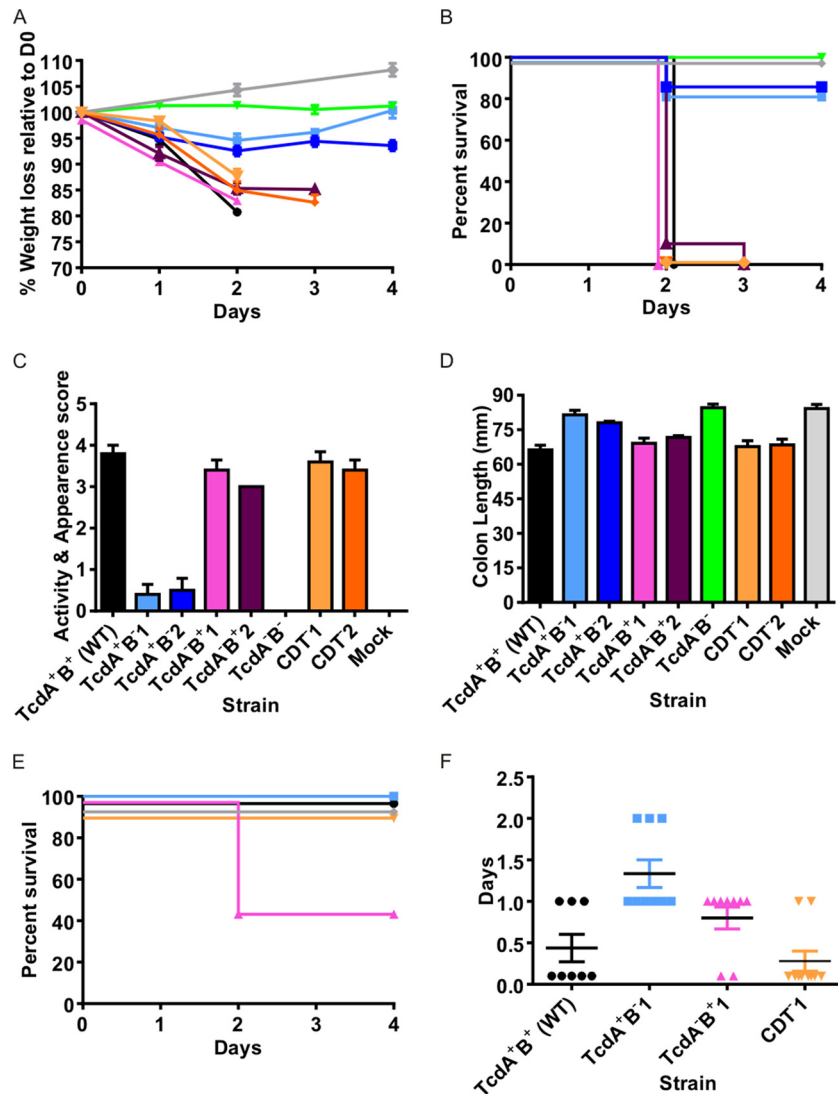 A
% Weight loss relative to D0
110
105
100
95
90
85
80
75
70
0 1 2 3 4
Days
B
Percent survival
100
80
60
40
20
0
0 1 2 3 4
Days
C
Activity & Appearence score
5
4
3
2
1
0
TcdA⁺B⁺ (WT)
TcdA⁺B⁻1
TcdA⁺B⁻2
TcdA⁻B⁺1
TcdA⁻B⁺2
TcdA⁻B⁻
CDT⁻1
CDT⁻2
Mock
Strain
D
Colon Length (mm)
90
75
60
45
30
15
0
TcdA⁺B⁺ (WT)
TcdA⁺B⁻1
TcdA⁺B⁻2
TcdA⁻B⁺1
TcdA⁻B⁺2
TcdA⁻B⁻
CDT⁻1
CDT⁻2
Mock
Strain
E
Percent survival
100
80
60
40
20
0
0 1 2 3 4
Days
F
Days
2.5
2.0
1.5
1.0
0.5
0.0
TcdA⁺B⁺ (WT)
TcdA⁺B⁻1
TcdA⁻B⁺1
CDT⁻1
Strain